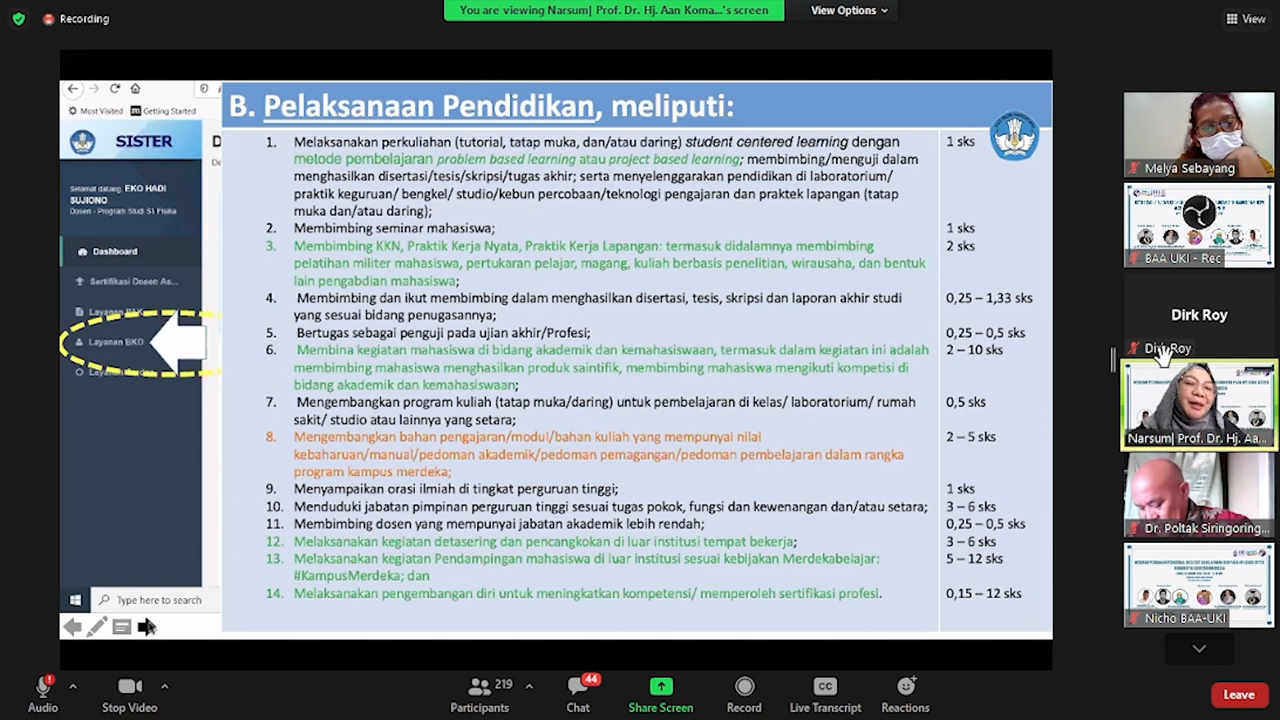 Recording
You are viewing Narsum| Prof. Dr. Hj. Aan Koma...'s screen
View Options
View
Most Visited
Getting Started
SISTER
D
Selamat datang, EKO HADI
SUJIONO
Dosen - Program Studi S1 Fisika
Dashboard
Sertifikasi Dosen An...
Layanan BKD
B. Pelaksanaan Pendidikan, meliputi:
1. Melaksanakan perkuliahan (tutorial, tatap muka, dan/atau daring) student centered learning dengan 1 sks
metode pembelajaran problem based learning atau project based learning; membimbing/menguji dalam
menghasilkan disertasi/tesis/skripsi/tugas akhir; serta menyelenggarakan pendidikan di laboratorium/
praktik keguruan/ bengkel/ studio/kebun percobaan/teknologi pengajaran dan praktek lapangan (tatap
muka dan/atau daring);
2. Membimbing seminar mahasiswa; 1 sks
3. Membimbing KKN, Praktik Kerja Nyata, Praktik Kerja Lapangan: termasuk didalamnya membimbing 2 sks
pelatihan militer mahasiswa, pertukaran pelajar, magang, kuliah berbasis penelitian, wirausaha, dan bentuk
lain pengabdian mahasiswa;
4. Membimbing dan ikut membimbing dalam menghasilkan disertasi, tesis, skripsi dan laporan akhir studi 0,25 – 1,33 sks
yang sesuai bidang penugasannya;
5. Bertugas sebagai penguji pada ujian akhir/Profesi; 0,25 – 0,5 sks
6. Membina kegiatan mahasiswa di bidang akademik dan kemahasiswaan, termasuk dalam kegiatan ini adalah 2 – 10 sks
membimbing mahasiswa menghasilkan produk saintifik, membimbing mahasiswa mengikuti kompetisi di
bidang akademik dan kemahasiswaan;
7. Mengembangkan program kuliah (tatap muka/daring) untuk pembelajaran di kelas/ laboratorium/ rumah 0,5 sks
sakit/ studio atau lainnya yang setara;
8. Mengembangkan bahan pengajaran/modul/bahan kuliah yang mempunyai nilai 2 – 5 sks
kebaharuan/manual/pedoman akademik/pedoman pemagangan/pedoman pembelajaran dalam rangka
program kampus merdeka;
9. Menyampaikan orasi ilmiah di tingkat perguruan tinggi; 1 sks
10. Menduduki jabatan pimpinan perguruan tinggi sesuai tugas pokok, fungsi dan kewenangan dan/atau setara; 3 – 6 sks
11. Membimbing dosen yang mempunyai jabatan akademik lebih rendah; 0,25 – 0,5 sks
12. Melaksanakan kegiatan detasering dan pencangkokan di luar institusi tempat bekerja; 3 – 6 sks
13. Melaksanakan kegiatan Pendampingan mahasiswa di luar institusi sesuai kebijakan Merdekabelajar: 5 – 12 sks
#KampusMerdeka; dan
14. Melaksanakan pengembangan diri untuk meningkatkan kompetensi/ memperoleh sertifikasi profesi. 0,15 – 12 sks
Type here to search
Melya Sebayang
BAA UKI - Rec
Dirk Roy
Dirk Roy
Narsum| Prof. Dr. Hj. Aa...
Dr. Poltak Siringoring...
Nicho BAA-UKI
Audio
Stop Video
219
Participants
44
Chat
Share Screen
Record
CC
Live Transcript
Reactions
Leave